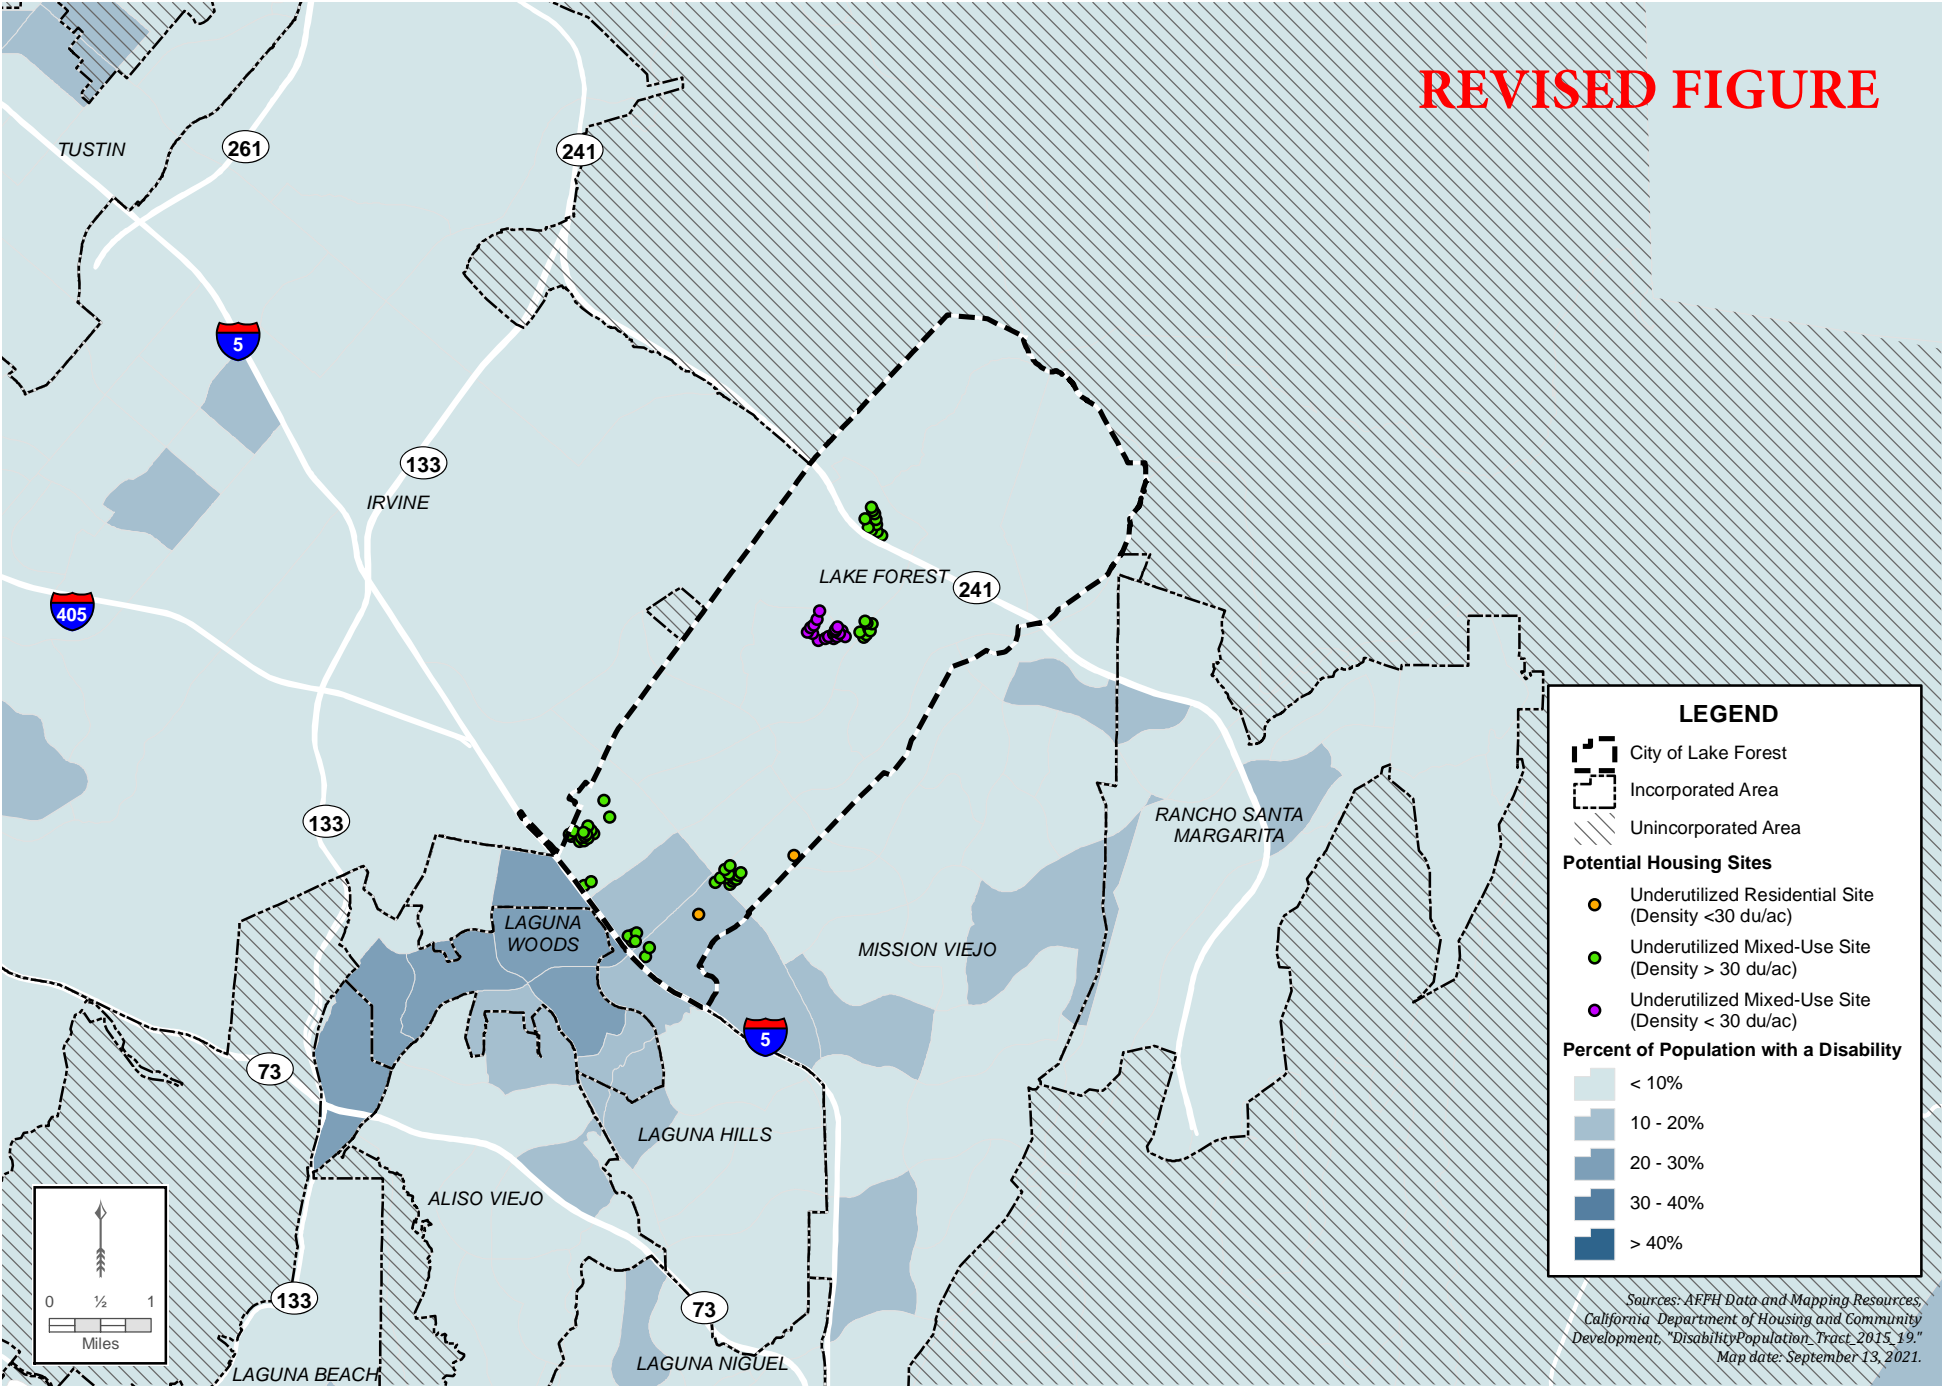 REVISED FIGURE
TUSTIN
261
241
5
133
IRVINE
405
LAKE FOREST
241
133
RANCHO SANTA
MARGARITA
LAGUNA
WOODS
MISSION VIEJO
5
73
LAGUNA HILLS
ALISO VIEJO
133
73
LAGUNA NIGUEL
LAGUNA BEACH
0 ½ 1
Miles
LEGEND
City of Lake Forest
Incorporated Area
Unincorporated Area
Potential Housing Sites
Underutilized Residential Site
(Density <30 du/ac)
Underutilized Mixed-Use Site
(Density > 30 du/ac)
Underutilized Mixed-Use Site
(Density < 30 du/ac)
Percent of Population with a Disability
< 10%
10 - 20%
20 - 30%
30 - 40%
> 40%
Sources: AFFH Data and Mapping Resources,
California Department of Housing and Community
Development, "DisabilityPopulation_Tract_2015_19."
Map date: September 13, 2021.